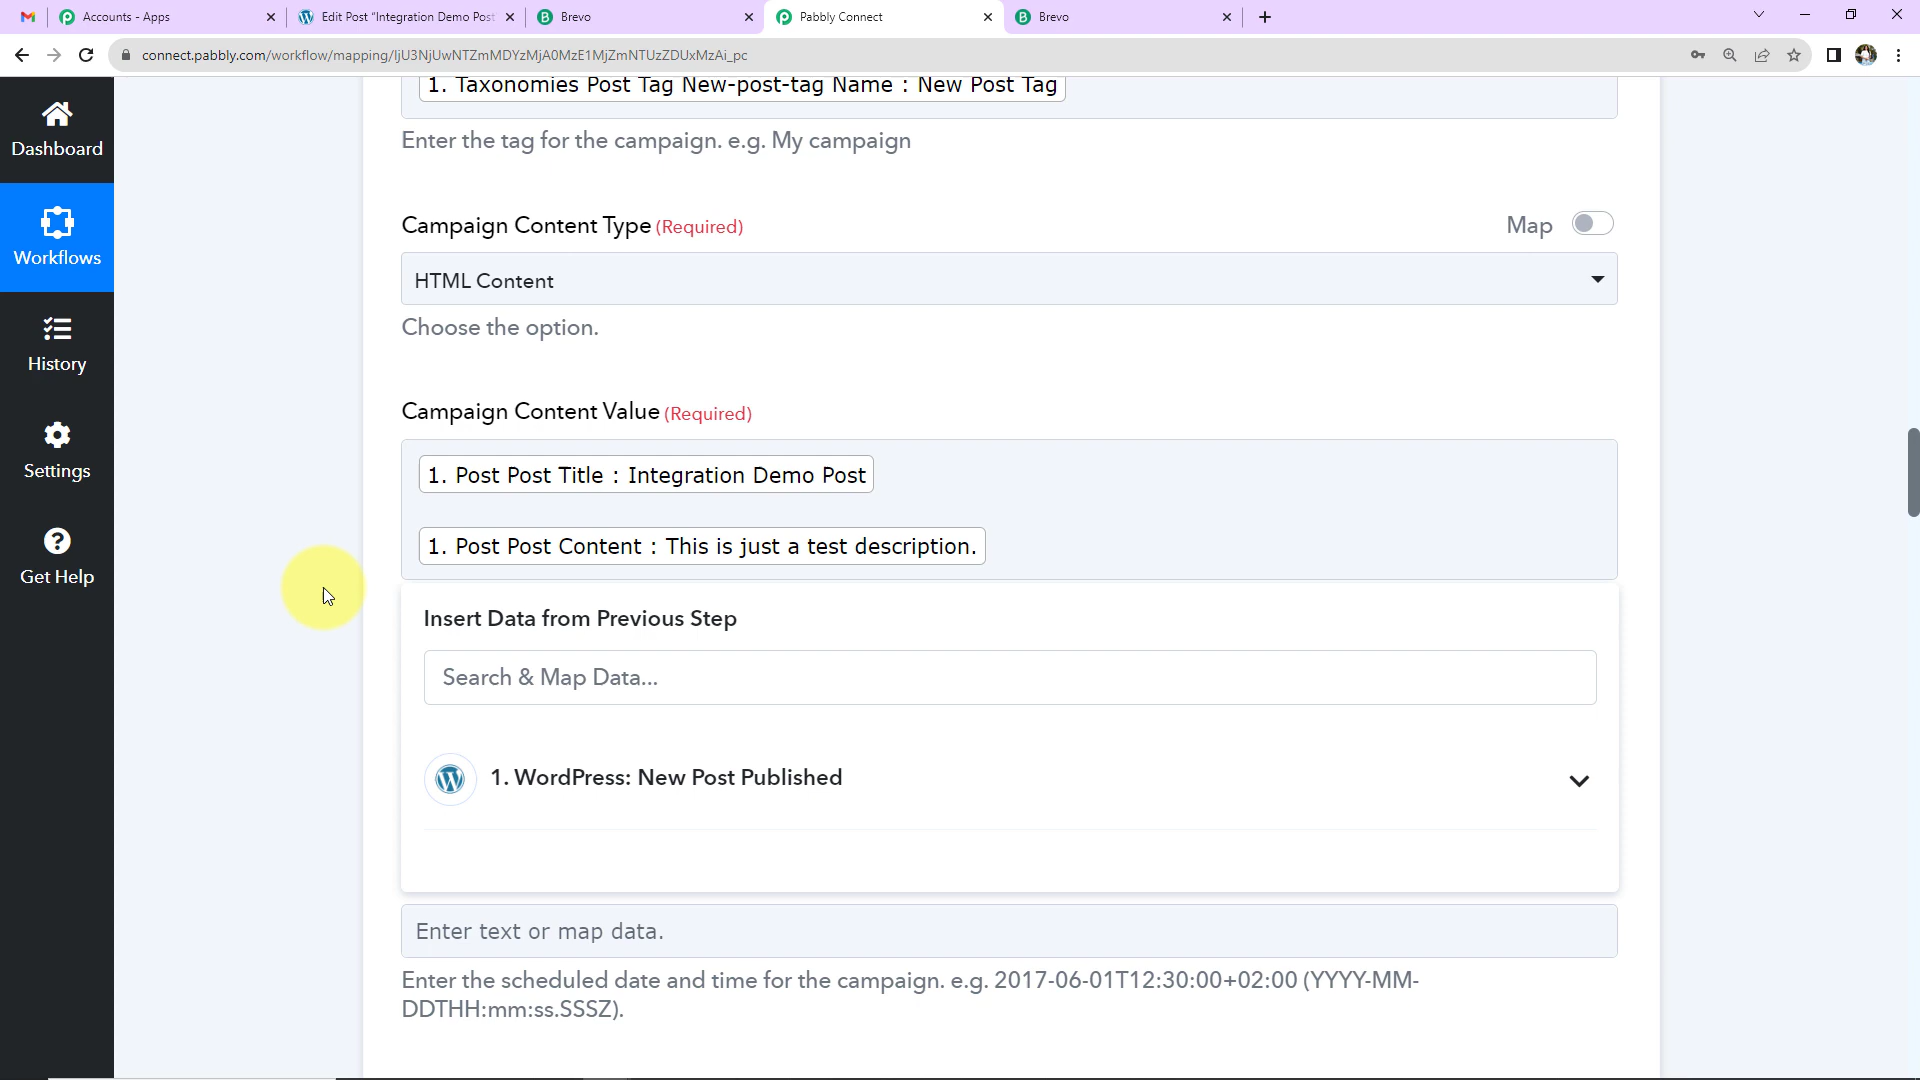 Accounts - Apps
Edit Post “Integration Demo Post
Brevo
Pabbly Connect
Brevo
connect.pabbly.com/workflow/mapping/IjU3NjUwNTZmMDYzMjA0MzE1MjZmNTUzZDUxMzAi_pc
Dashboard
Workflows
History
Settings
Get Help
1. Taxonomies Post Tag New-post-tag Name : New Post Tag
Enter the tag for the campaign. e.g. My campaign
Campaign Content Type (Required)
Map
HTML Content
Choose the option.
Campaign Content Value (Required)
1. Post Post Title : Integration Demo Post
1. Post Post Content : This is just a test description.
Insert Data from Previous Step
Search & Map Data...
1. WordPress: New Post Published
Enter text or map data.
Enter the scheduled date and time for the campaign. e.g. 2017-06-01T12:30:00+02:00 (YYYY-MM-
DDTHH:mm:ss.SSSZ).